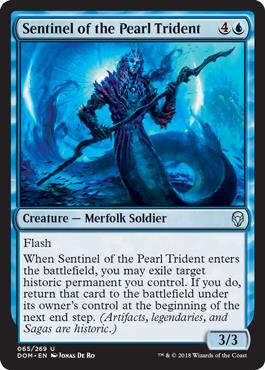 Sentinel of the Pearl Trident 4
Creature — Merfolk Soldier
Flash
When Sentinel of the Pearl Trident enters
the battlefield, you may exile target
historic permanent you control. If you do,
return that card to the battlefield under
its owner's control at the beginning of the
next end step. (Artifacts, legendaries, and
Sagas are historic.)
3/3
065/269 U
DOM • EN Jonas De Ro
™ & © 2018 Wizards of the Coast